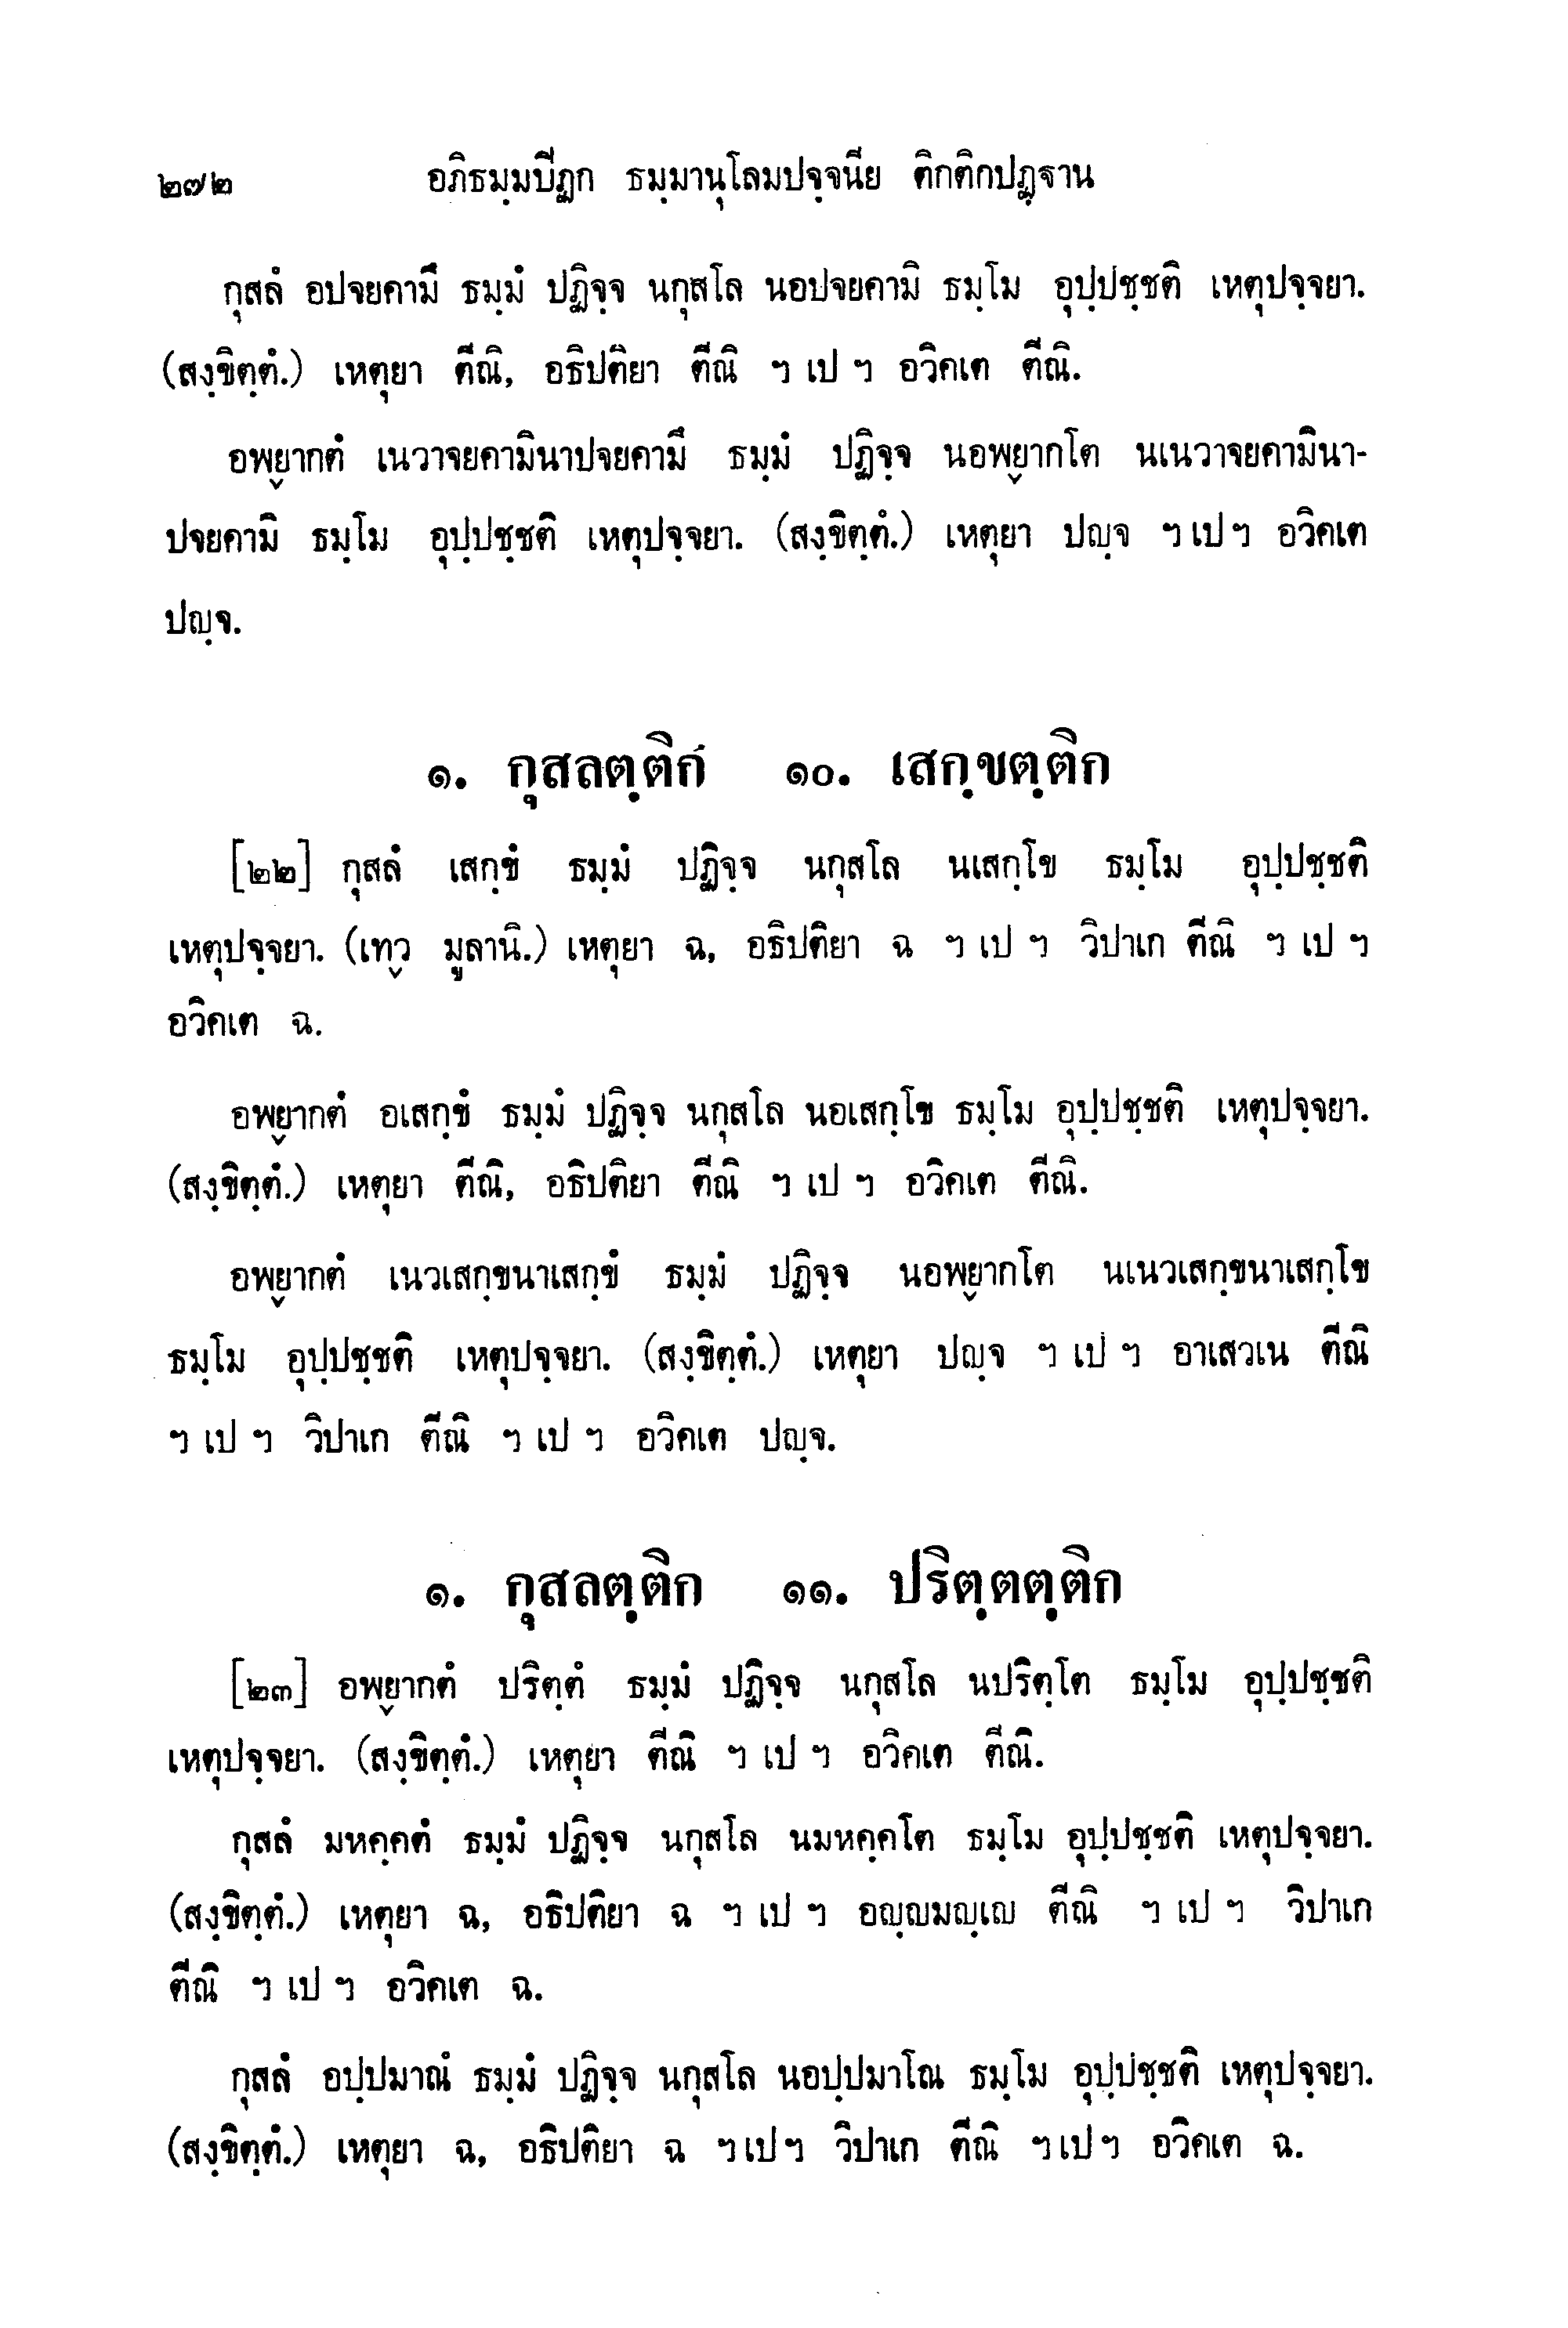 ๒๗๒ อภิธมฺมปีฏก ธมฺมานุโลมปจฺจนีย ติกติกปฏฺฐาน
กุสลํ อปจยคามึ ธมฺมํ ปฏิจฺจ นกุสโล นอปจยคามิ ธมฺโม อุปฺปชฺชติ เหตุปจฺจยา.
(สงฺขิตฺตํ.) เหตุยา ตีณิ, อธิปติยา ตีณิ ฯ เป ฯ อวิคเต ตีณิ.
อพฺยากตํ เนวาจยคามินาปจยคามึ ธมฺมํ ปฏิจฺจ นอพฺยากโต นเนวาจยคามินา-
ปจยคามิ ธมฺโม อุปฺปชฺชติ เหตุปจฺจยา. (สงฺขิตฺตํ.) เหตุยา ปญฺจ ฯ เป ฯ อวิคเต
ปญฺจ.
๑. กุสลตฺติก ๑๐. เสกฺขตฺติก
[๒๒] กุสลํ เสกฺขํ ธมฺมํ ปฏิจฺจ นกุสโล นเสกฺโข ธมฺโม อุปฺปชฺชติ
เหตุปจฺจยา. (เทฺว มูลานิ.) เหตุยา ฉ, อธิปติยา ฉ ฯ เป ฯ วิปาเก ตีณิ ฯ เป ฯ
อวิคเต ฉ.
อพฺยากตํ อเสกฺขํ ธมฺมํ ปฏิจฺจ นกุสโล นอเสกฺโข ธมฺโม อุปฺปชฺชติ เหตุปจฺจยา.
(สงฺขิตฺตํ.) เหตุยา ตีณิ, อธิปติยา ตีณิ ฯ เป ฯ อวิคเต ตีณิ.
อพฺยากตํ เนวเสกฺขนาเสกฺขํ ธมฺมํ ปฏิจฺจ นอพฺยากโต นเนวเสกฺขนาเสกฺโข
ธมฺโม อุปฺปชฺชติ เหตุปจฺจยา. (สงฺขิตฺตํ.) เหตุยา ปญฺจ ฯ เป ฯ อาเสวเน ตีณิ
ฯ เป ฯ วิปาเก ตีณิ ฯ เป ฯ อวิคเต ปญฺจ.
๑. กุสลตฺติก ๑๑. ปริตฺตตฺติก
[๒๓] อพฺยากตํ ปริตฺตํ ธมฺมํ ปฏิจฺจ นกุสโล นปริตฺโต ธมฺโม อุปฺปชฺชติ
เหตุปจฺจยา. (สงฺขิตฺตํ.) เหตุยา ตีณิ ฯ เป ฯ อวิคเต ตีณิ.
กุสลํ มหคฺคตํ ธมฺมํ ปฏิจฺจ นกุสโล นมหคฺคโต ธมฺโม อุปฺปชฺชติ เหตุปจฺจยา.
(สงฺขิตฺตํ.) เหตุยา ฉ, อธิปติยา ฉ ฯ เป ฯ อญฺญมญฺเญ ตีณิ ฯ เป ฯ วิปาเก
ตีณิ ฯ เป ฯ อวิคเต ฉ.
กุสลํ อปฺปมาณํ ธมฺมํ ปฏิจฺจ นกุสโล นอปฺปมาโณ ธมฺโม อุปฺปชฺชติ เหตุปจฺจยา.
(สงฺขิตฺตํ.) เหตุยา ฉ, อธิปติยา ฉ ฯ เป ฯ วิปาเก ตีณิ ฯ เป ฯ อวิคเต ฉ.